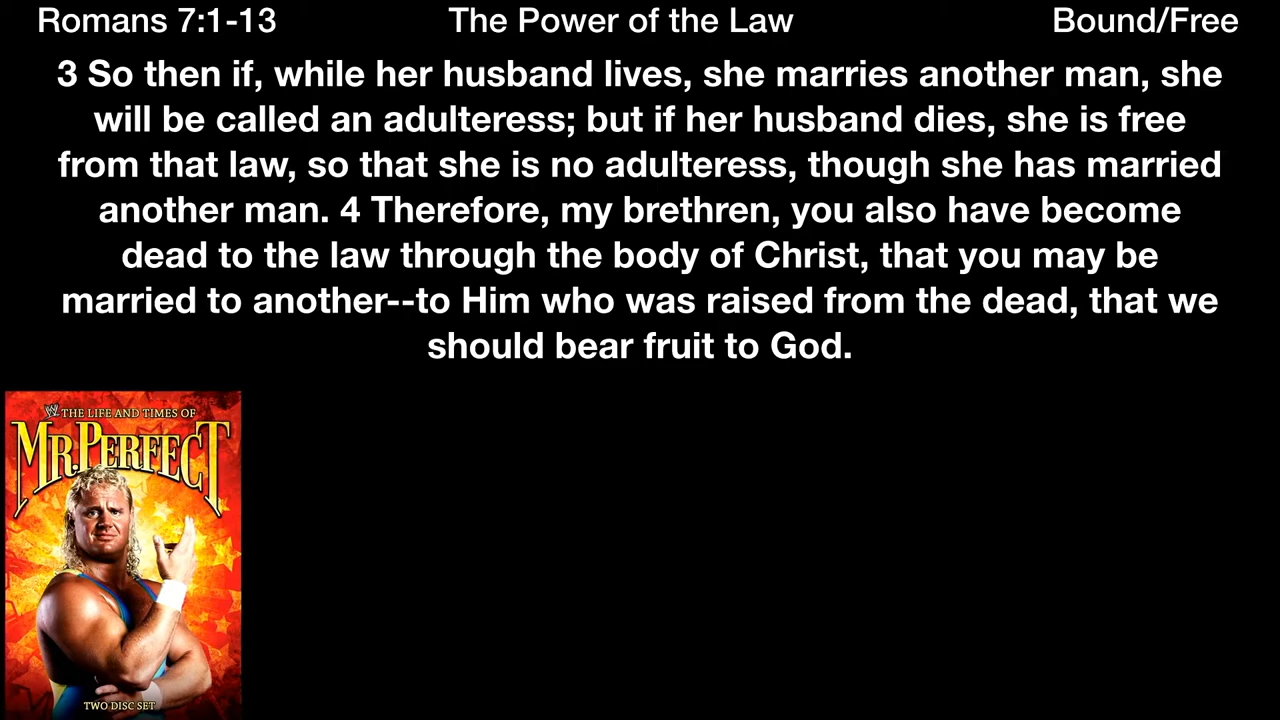 Romans 7:1-13 The Power of the Law Bound/Free
3 So then if, while her husband lives, she marries another man, she
will be called an adulteress; but if her husband dies, she is free
from that law, so that she is no adulteress, though she has married
another man. 4 Therefore, my brethren, you also have become
dead to the law through the body of Christ, that you may be
married to another--to Him who was raised from the dead, that we
should bear fruit to God.
W THE LIFE AND TIMES OF
MR. PERFECT
TWO DISC SET